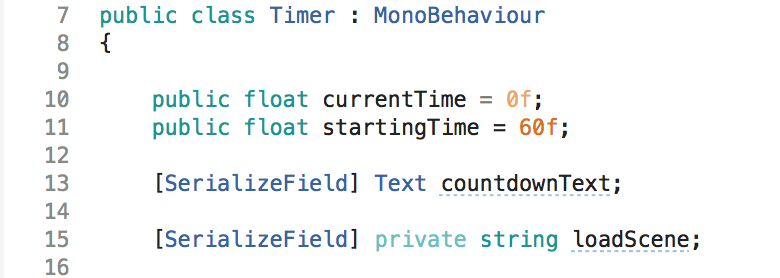 7 public class Timer : MonoBehaviour
8 {
9
10 public float currentTime = 0f;
11 public float startingTime = 60f;
12
13 [SerializeField] Text countdownText;
14
15 [SerializeField] private string loadScene;
16